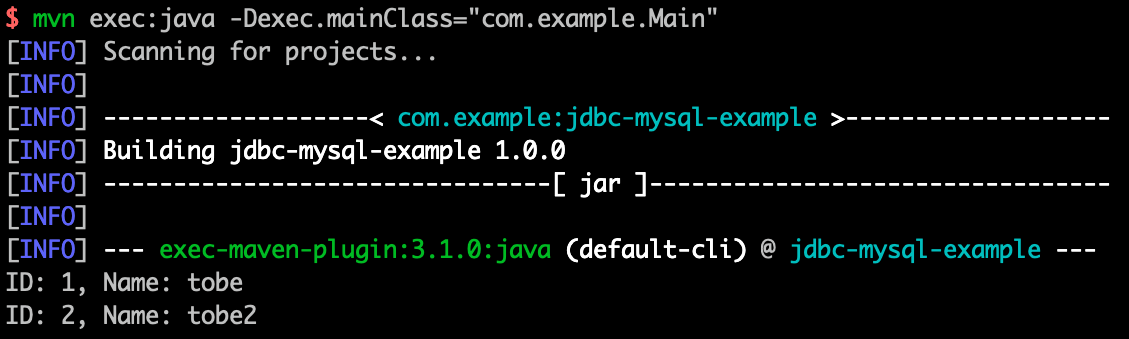 $ mvn exec:java -Dexec.mainClass="com.example.Main"
[INFO] Scanning for projects...
[INFO]
[INFO] -------------------< com.example:jdbc-mysql-example >-------------------
[INFO] Building jdbc-mysql-example 1.0.0
[INFO] --------------------------------[ jar ]---------------------------------
[INFO]
[INFO] --- exec-maven-plugin:3.1.0:java (default-cli) @ jdbc-mysql-example ---
ID: 1, Name: tobe
ID: 2, Name: tobe2